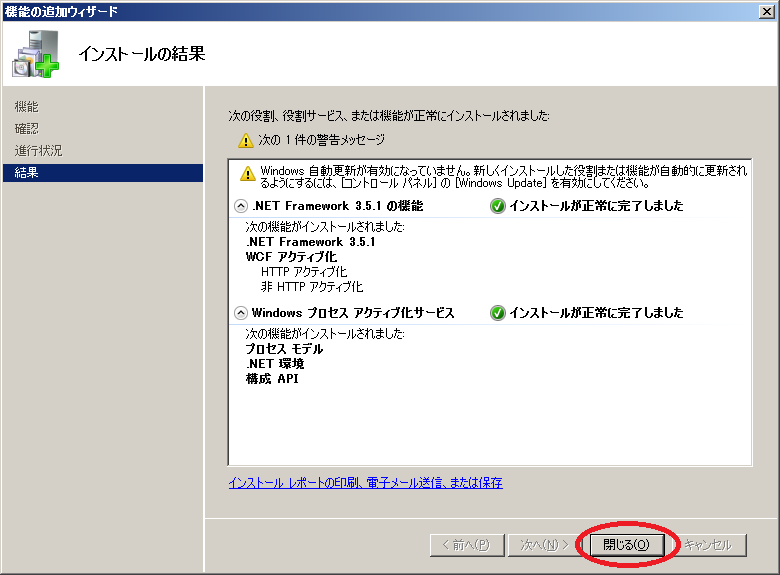 機能の追加ウィザード
インストールの結果
機能
確認
進行状況
結果
次の役割、役割サービス、または機能が正常にインストールされました:
次の 1 件の警告メッセージ
Windows 自動更新が有効になっていません。新しくインストールした役割または機能が自動的に更新され
るようにするには、[コントロール パネル] の [Windows Update] を有効にしてください。
.NET Framework 3.5.1 の機能 インストールが正常に完了しました
次の機能がインストールされました:
.NET Framework 3.5.1
WCF アクティブ化
HTTP アクティブ化
非 HTTP アクティブ化
Windows プロセス アクティブ化サービス インストールが正常に完了しました
次の機能がインストールされました:
プロセス モデル
.NET 環境
構成 API
インストール レポートの印刷、電子メール送信、または保存
< 前へ(P) 次へ(N) > 閉じる(O) キャンセル